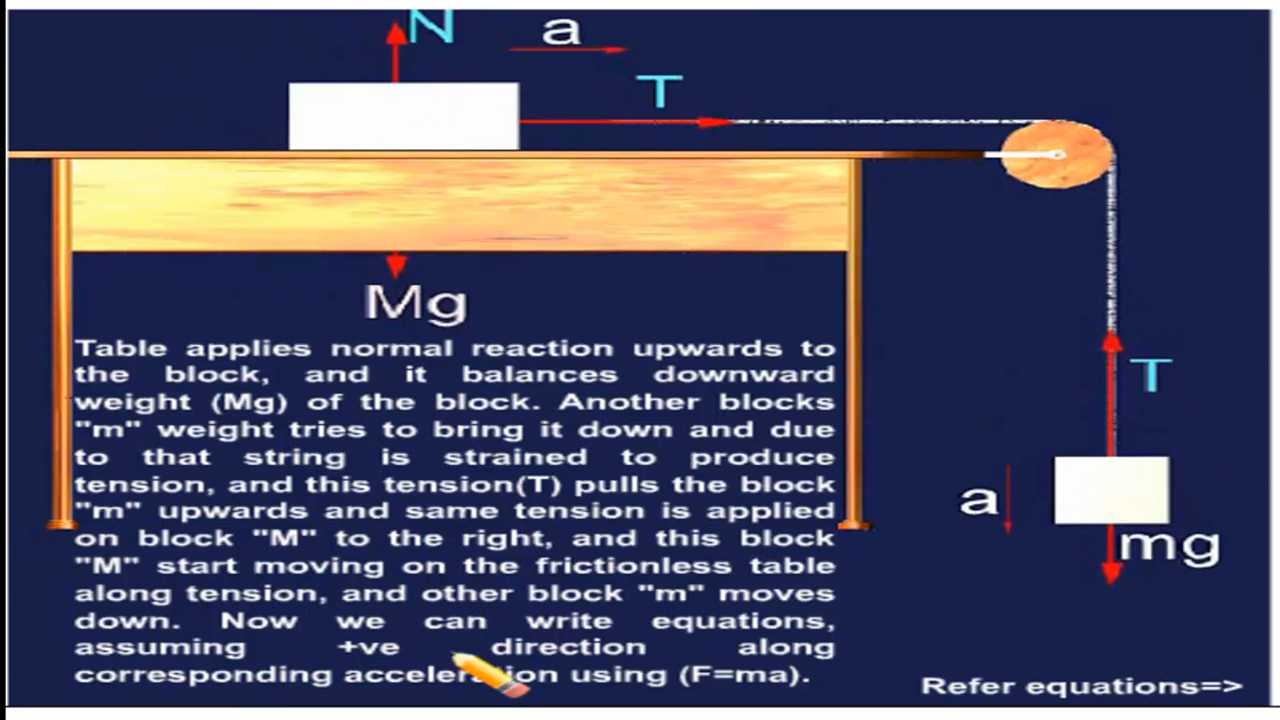 N
a
T
Mg
Table applies normal reaction upwards to
the block, and it balances downward
weight (Mg) of the block. Another blocks
"m" weight tries to bring it down and due
to that string is strained to produce
tension, and this tension(T) pulls the block
"m" upwards and same tension is applied
on block "M" to the right, and this block
"M" start moving on the frictionless table
along tension, and other block "m" moves
down. Now we can write equations,
assuming +ve direction along
corresponding acceleration using (F=ma).
T
a
mg
Refer equations=>